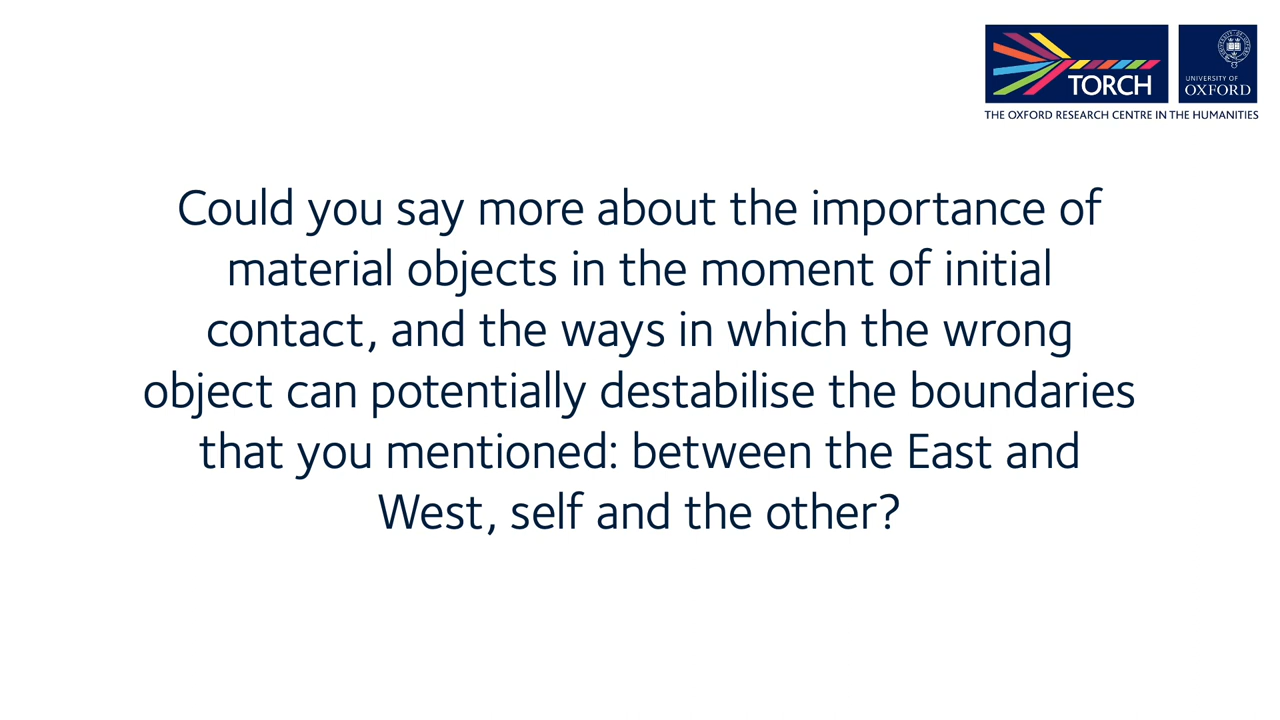 TORCH
UNIVERSITY OF
OXFORD
THE OXFORD RESEARCH CENTRE IN THE HUMANITIES
Could you say more about the importance of
material objects in the moment of initial
contact, and the ways in which the wrong
object can potentially destabilise the boundaries
that you mentioned: between the East and
West, self and the other?